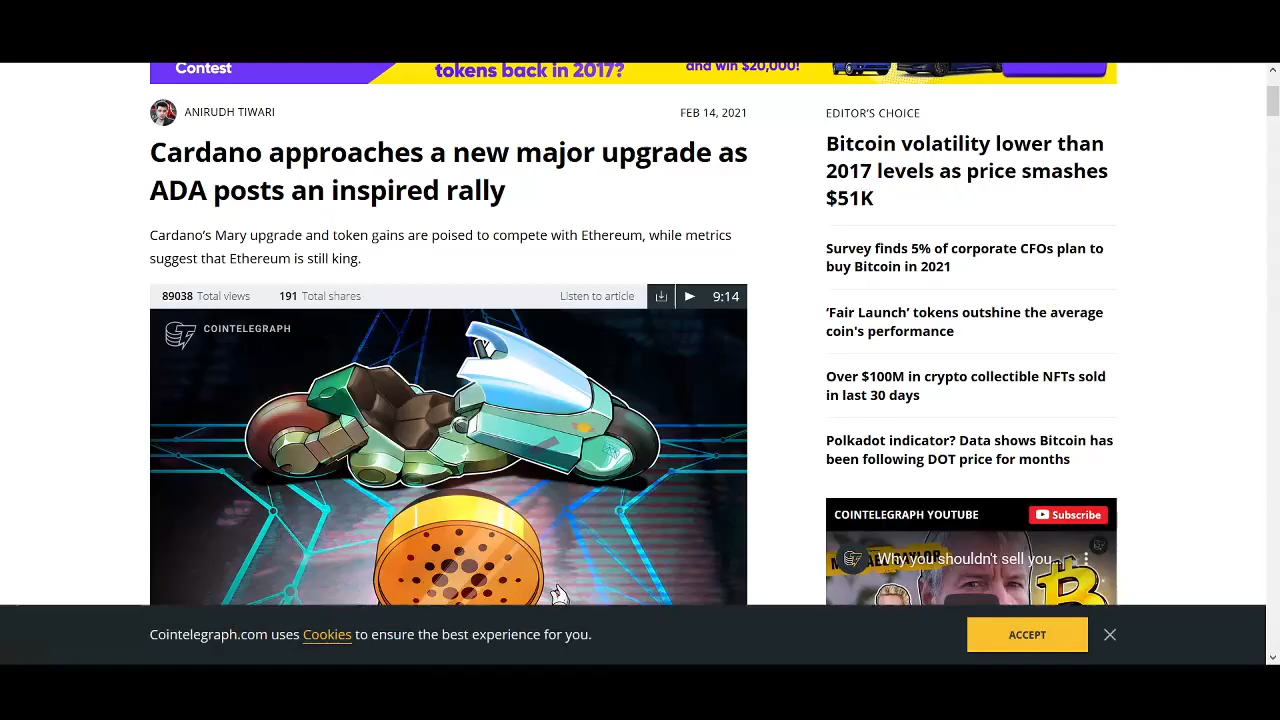 Contest
tokens back in 2017?
and win $20,000!
ANIRUDH TIWARI
FEB 14, 2021
Cardano approaches a new major upgrade as
ADA posts an inspired rally
Cardano’s Mary upgrade and token gains are poised to compete with Ethereum, while metrics
suggest that Ethereum is still king.
89038 Total views
191 Total shares
Listen to article
9:14
COINTELEGRAPH
EDITOR’S CHOICE
Bitcoin volatility lower than
2017 levels as price smashes
$51K
Survey finds 5% of corporate CFOs plan to
buy Bitcoin in 2021
‘Fair Launch’ tokens outshine the average
coin's performance
Over $100M in crypto collectible NFTs sold
in last 30 days
Polkadot indicator? Data shows Bitcoin has
been following DOT price for months
COINTELEGRAPH YOUTUBE
Subscribe
Why you shouldn't sell you...
Cointelegraph.com uses Cookies to ensure the best experience for you.
ACCEPT